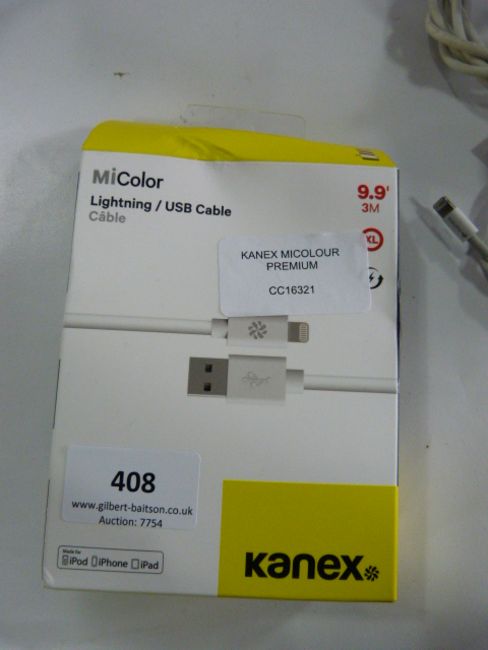 MiColor
Lightning / USB Cable
Câble
9.9'
3M
XL
KANEX MICOLOUR
PREMIUM
CC16321
408
www.gilbert-baitson.co.uk
Auction: 7754
Made for
iPod iPhone iPad
Kanex